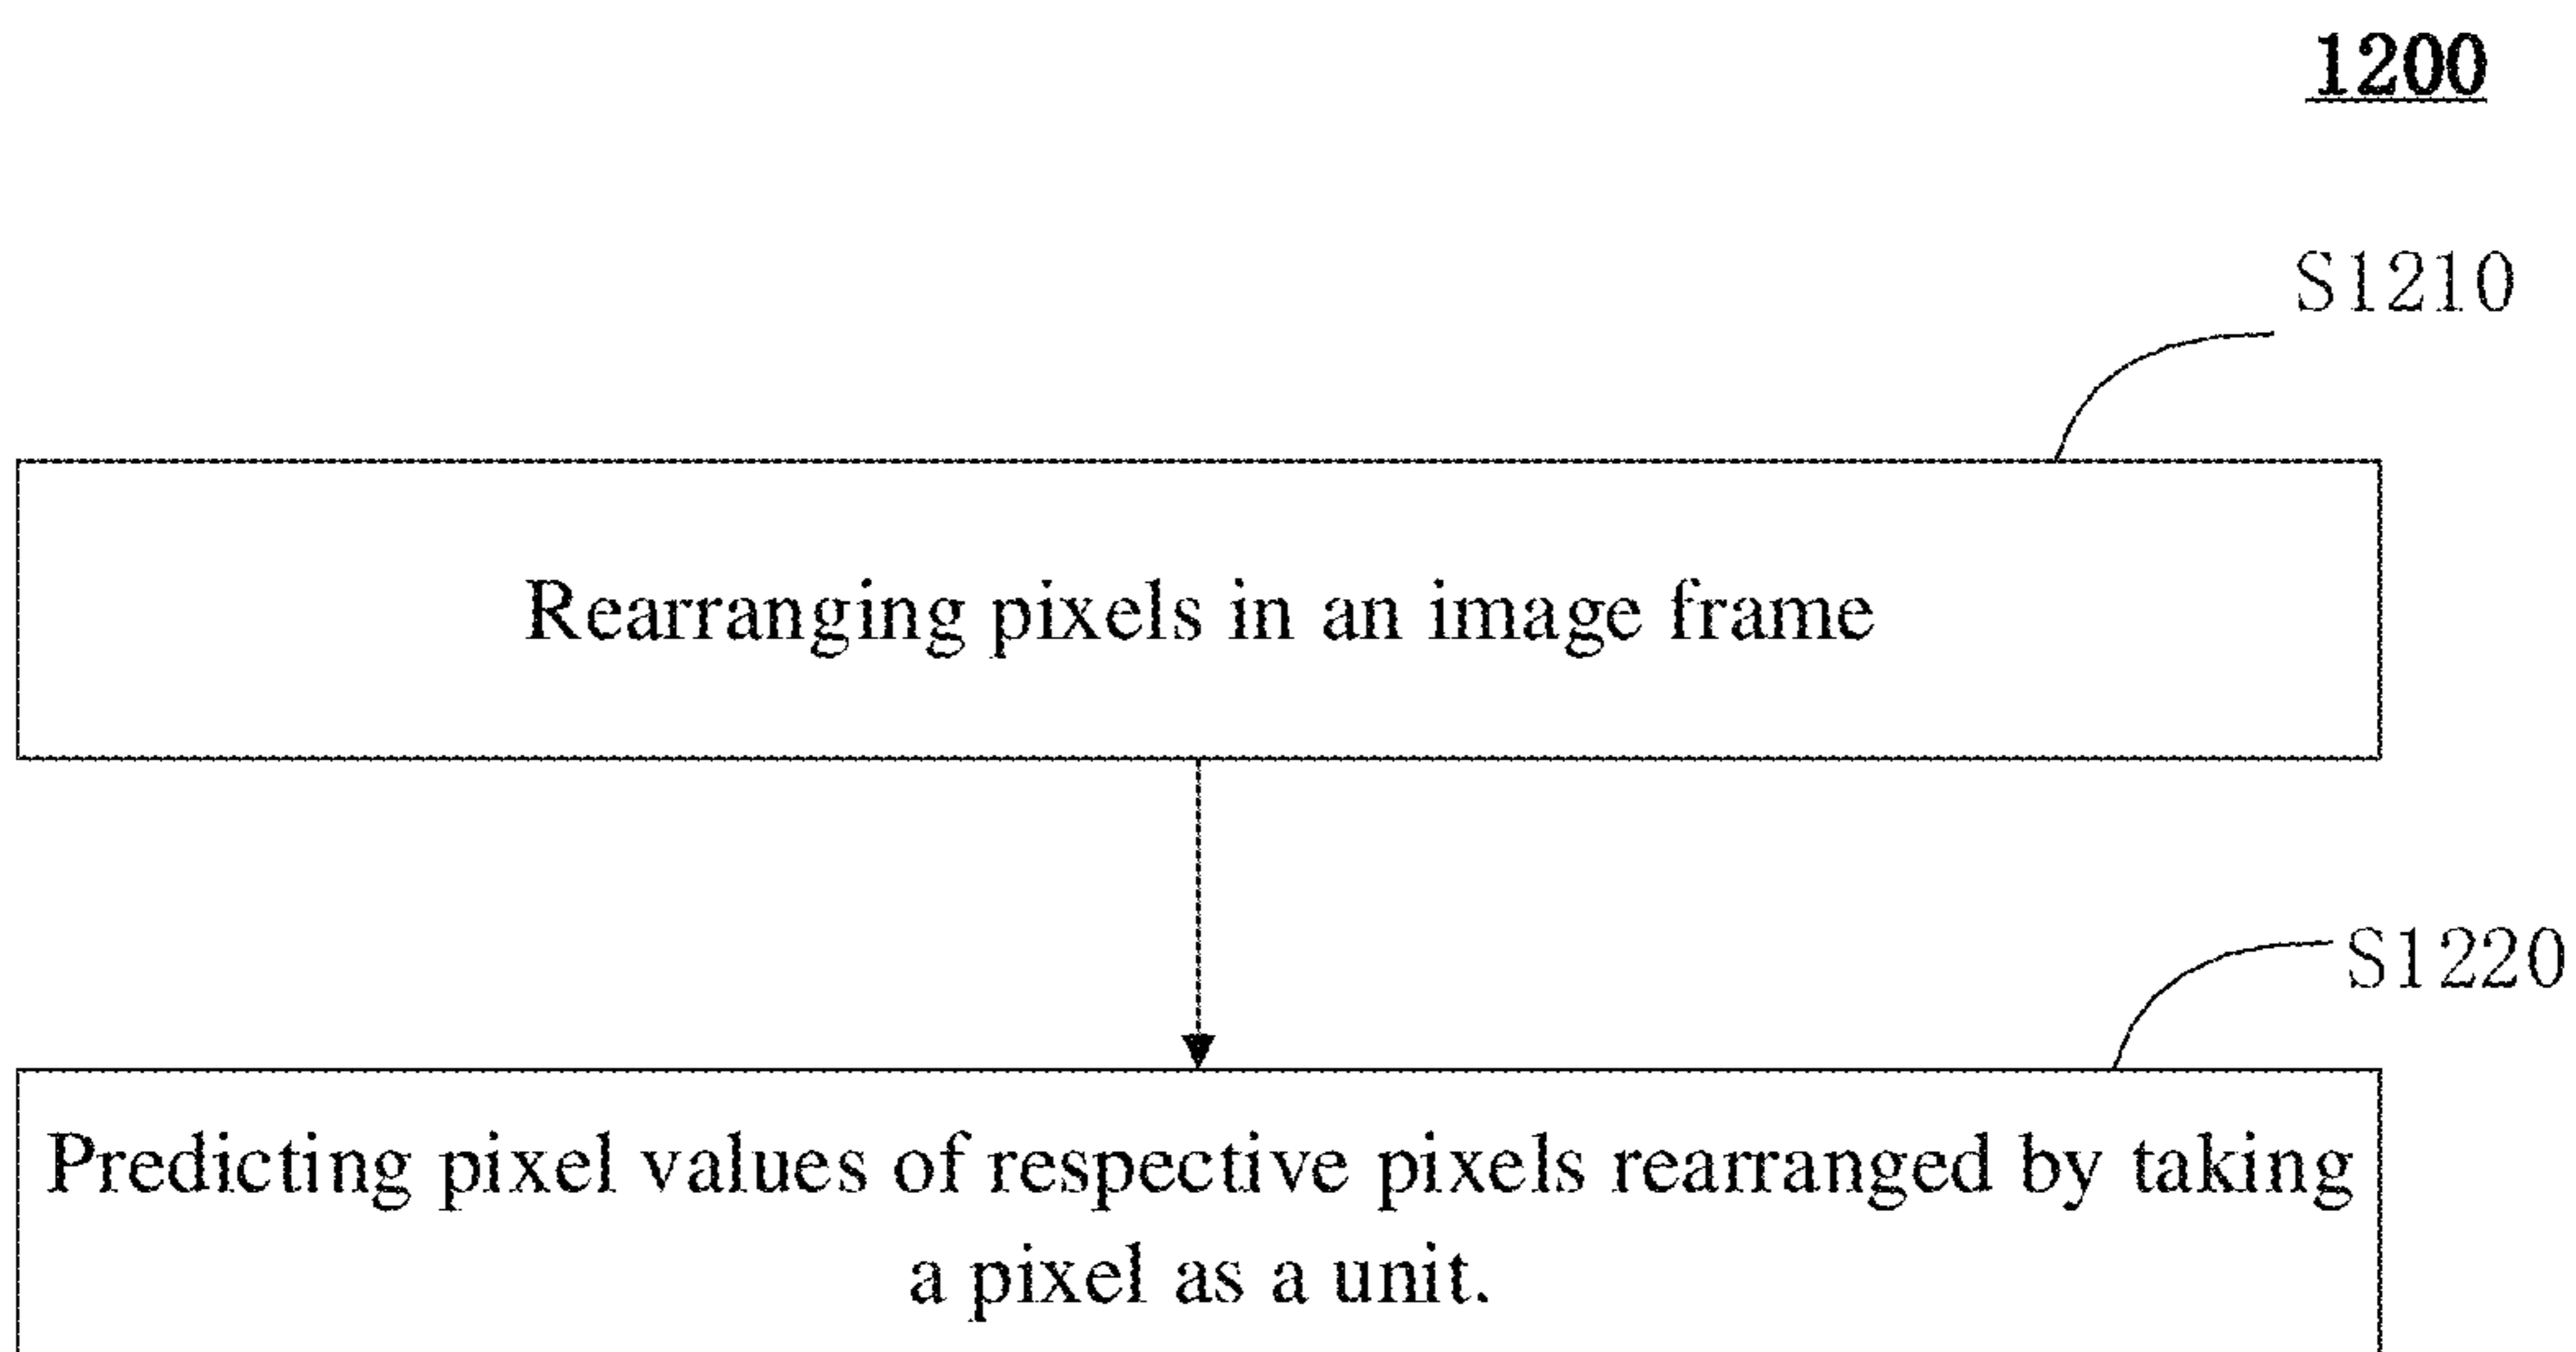 1200
S1210
Rearranging pixels in an image frame
S1220
Predicting pixel values of respective pixels rearranged by taking
a pixel as a unit.